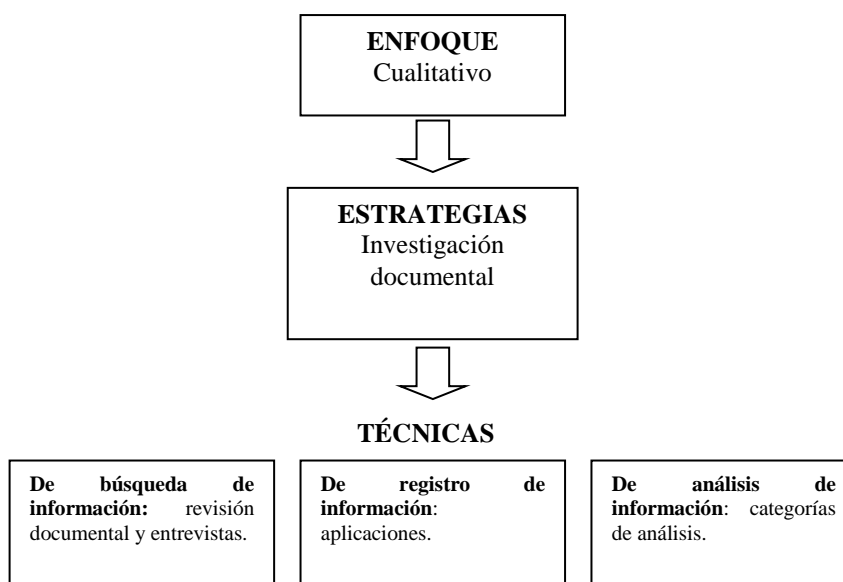 ENFOQUE
Cualitativo
ESTRATEGIAS
Investigación
documental
TÉCNICAS
De búsqueda de
información: revisión
documental y entrevistas.
De registro de
información:
aplicaciones.
De análisis de
información: categorías
de análisis.